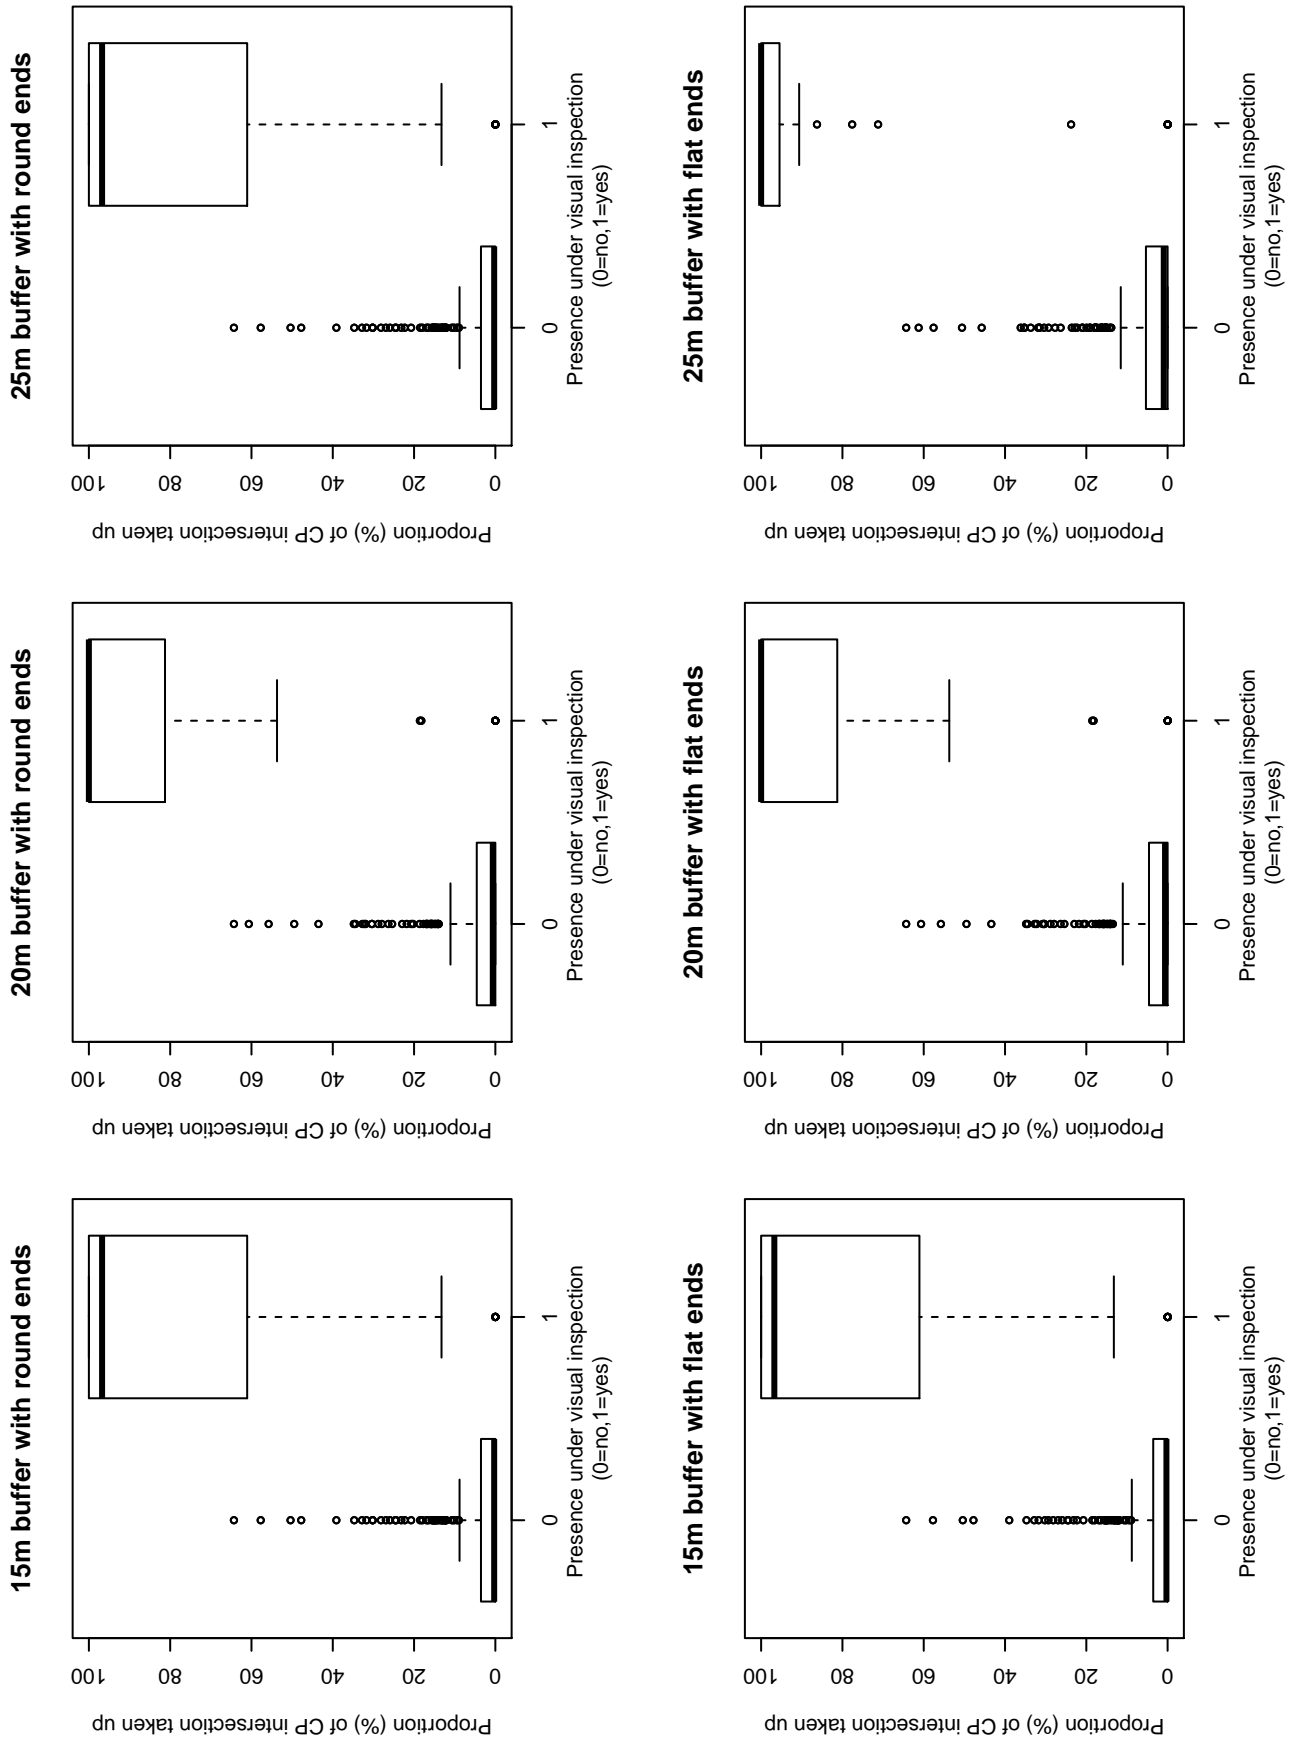 15m buffer with round ends
Proportion (%) of CP intersection taken up
0 20 40 60 80 100
0 1
Presence under visual inspection
(0=no,1=yes)
20m buffer with round ends
Proportion (%) of CP intersection taken up
0 20 40 60 80 100
0 1
Presence under visual inspection
(0=no,1=yes)
25m buffer with round ends
Proportion (%) of CP intersection taken up
0 20 40 60 80 100
0 1
Presence under visual inspection
(0=no,1=yes)
15m buffer with flat ends
Proportion (%) of CP intersection taken up
0 20 40 60 80 100
0 1
Presence under visual inspection
(0=no,1=yes)
20m buffer with flat ends
Proportion (%) of CP intersection taken up
0 20 40 60 80 100
0 1
Presence under visual inspection
(0=no,1=yes)
25m buffer with flat ends
Proportion (%) of CP intersection taken up
0 20 40 60 80 100
0 1
Presence under visual inspection
(0=no,1=yes)